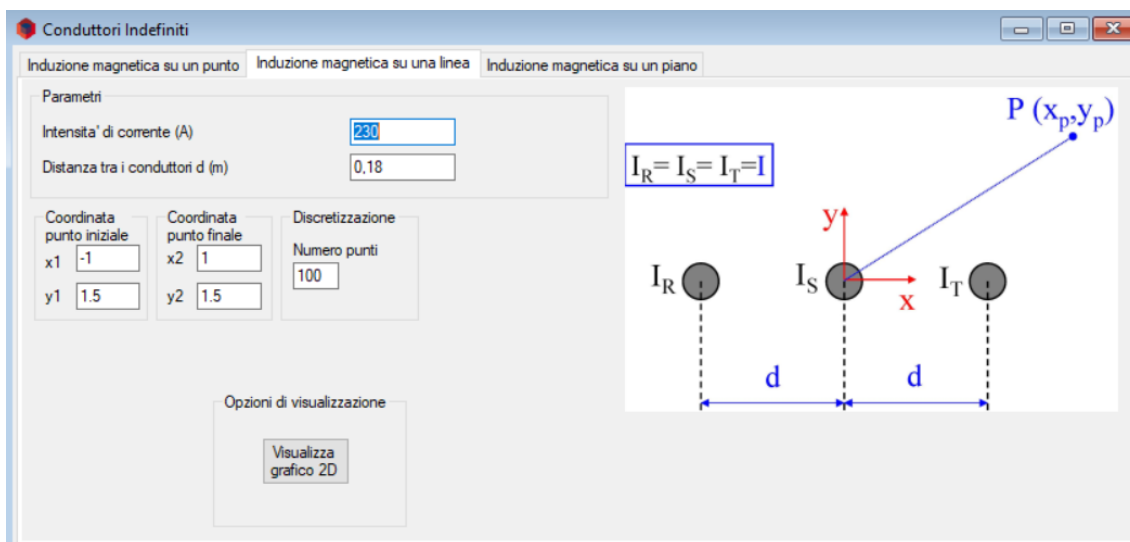 Conduttori Indefiniti
Induzione magnetica su un punto Induzione magnetica su una linea Induzione magnetica su un piano
Parametri
Intensita' di corrente (A) 230
Distanza tra i conduttori d (m) 0,18
Coordinata punto iniziale
x1 -1
y1 1.5
Coordinata punto finale
x2 1
y2 1.5
Discretizzazione
Numero punti
100
Opzioni di visualizzazione
Visualizza
grafico 2D
P (xp,yp)
IR= IS= IT=I
y
IR IS IT
x
d d